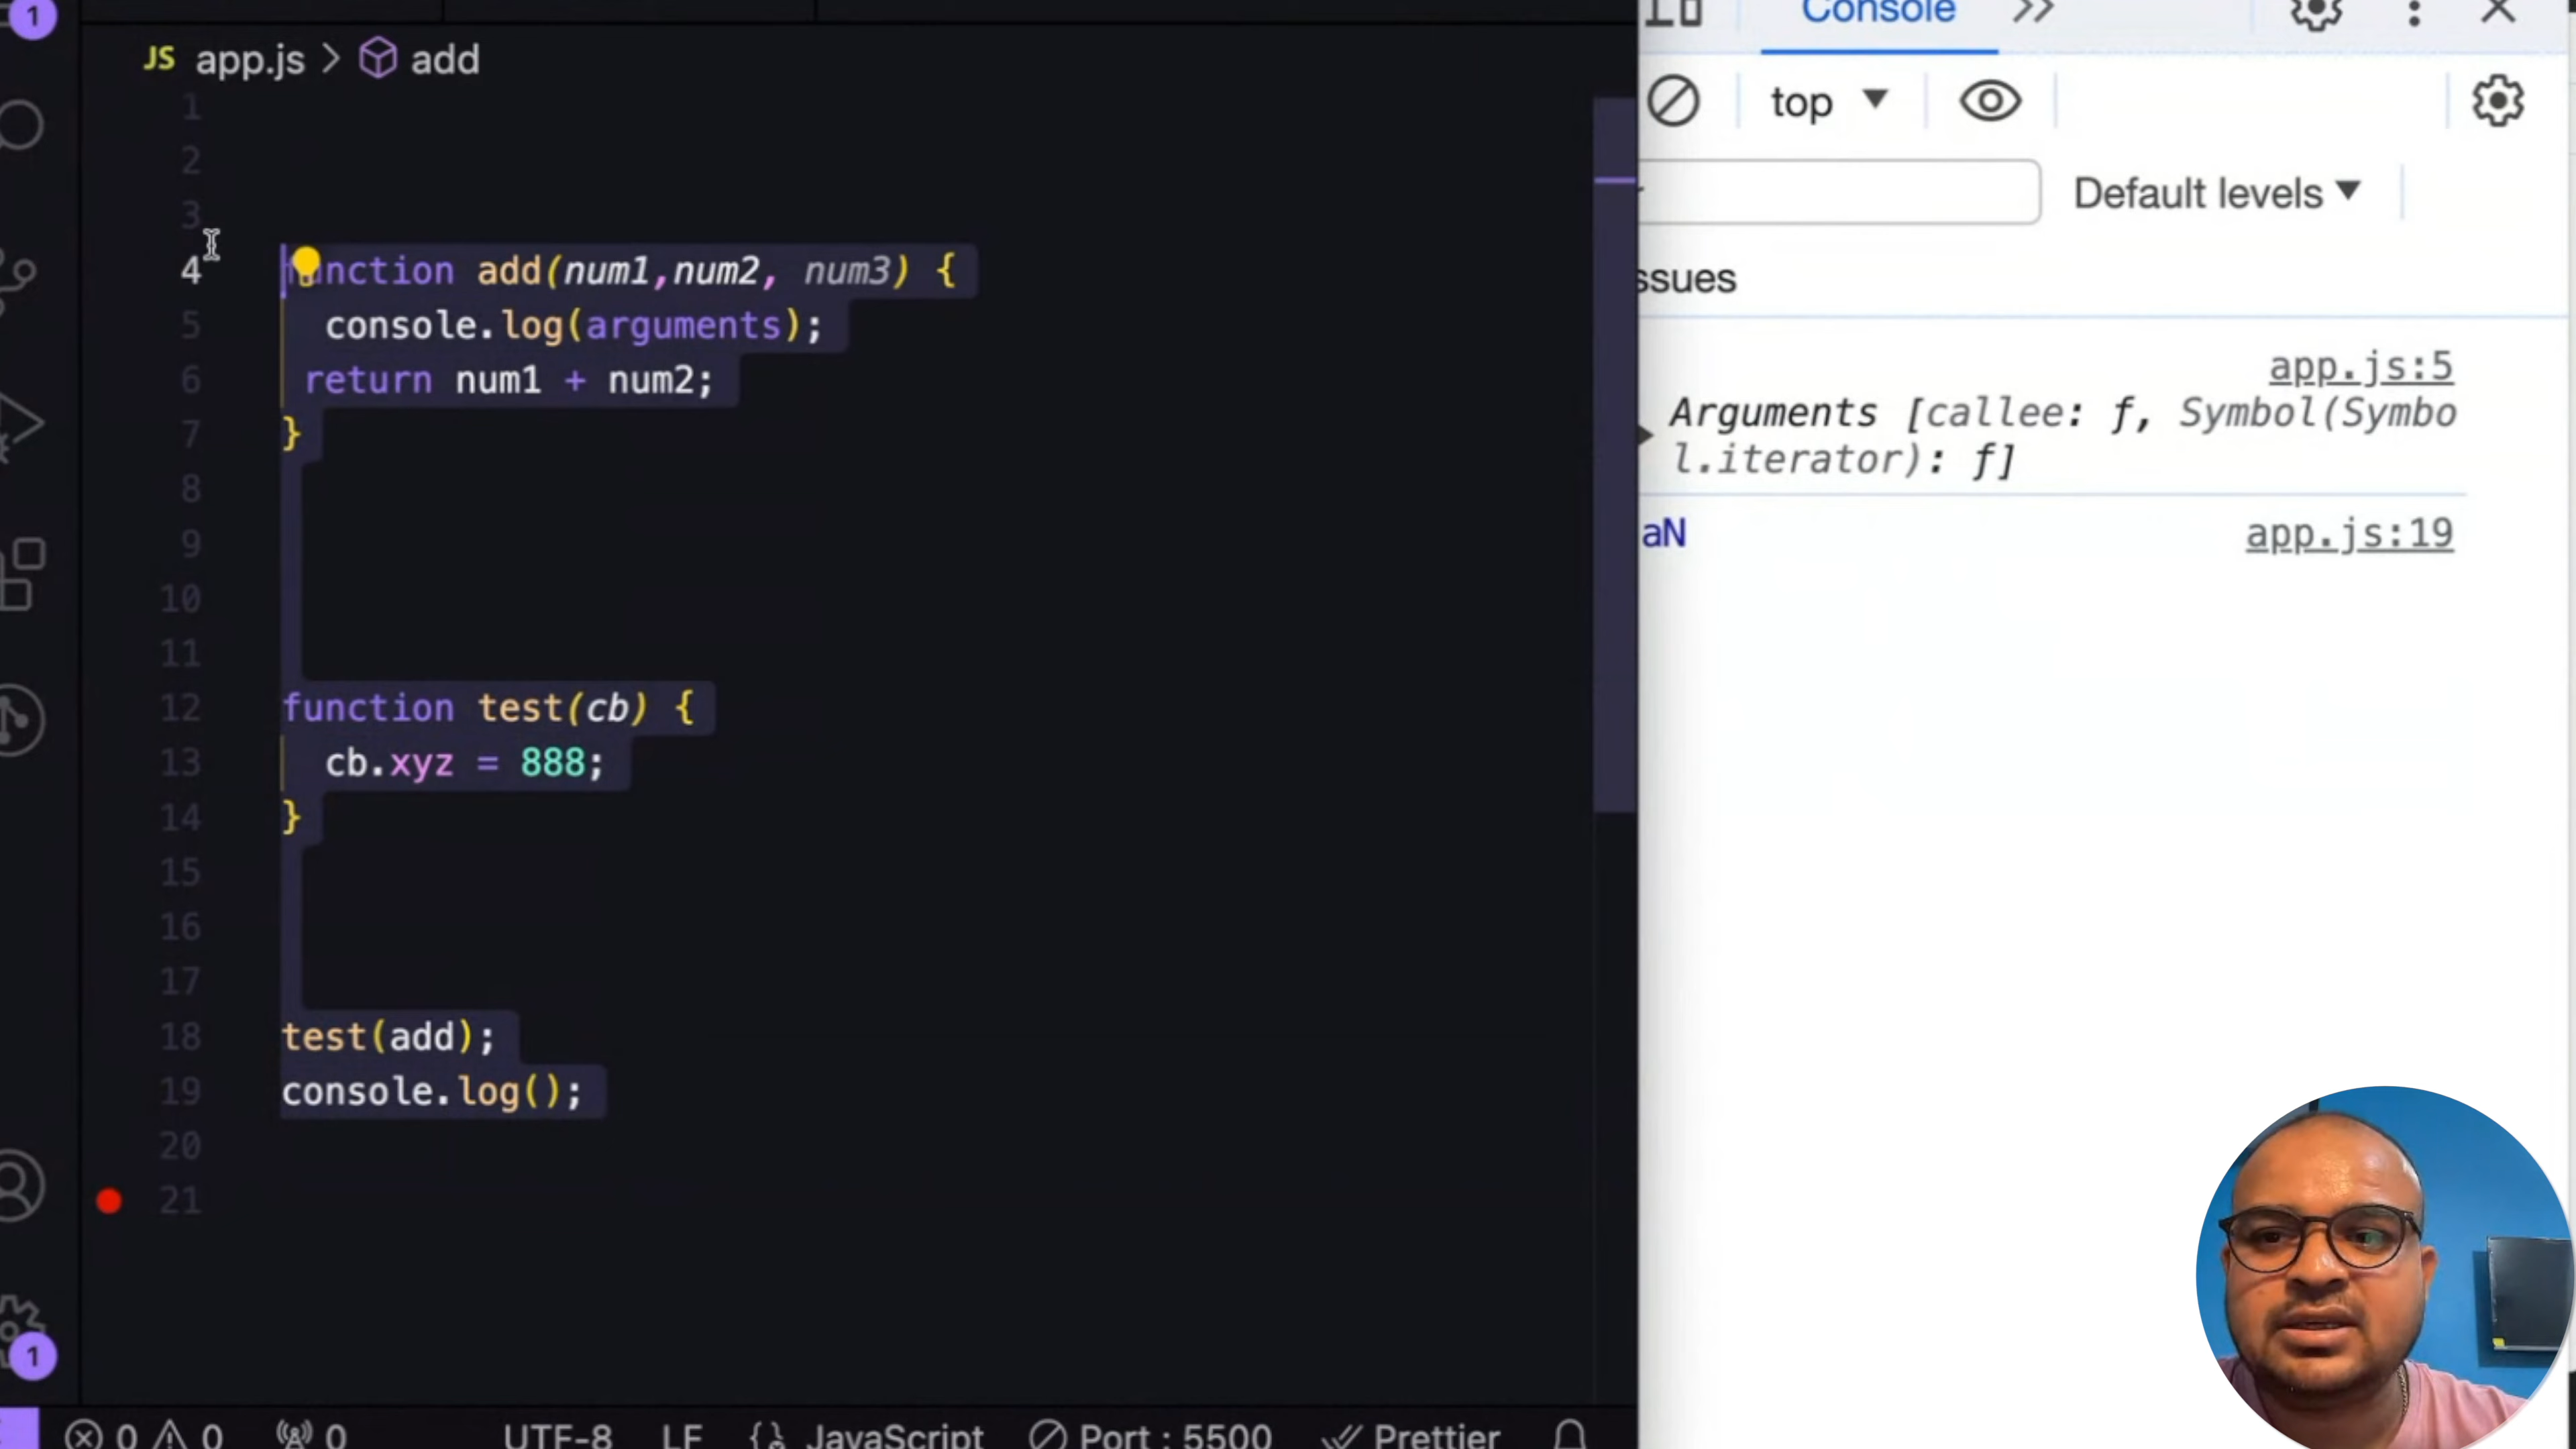 1
JS app.js > add
1
2
3
4 function add(num1,num2, num3) {
5 console.log(arguments);
6 return num1 + num2;
7 }
8
9
10
11
12 function test(cb) {
13 cb.xyz = 888;
14 }
15
16
17
18 test(add);
19 console.log();
20
21
1
0 0 0 UTF-8 LF JavaScript Port : 5500 Prettier
Console >>
top
Default levels
ssues
app.js:5
Arguments [callee: ƒ, Symbol(Symbo
l.iterator): ƒ]
aN app.js:19